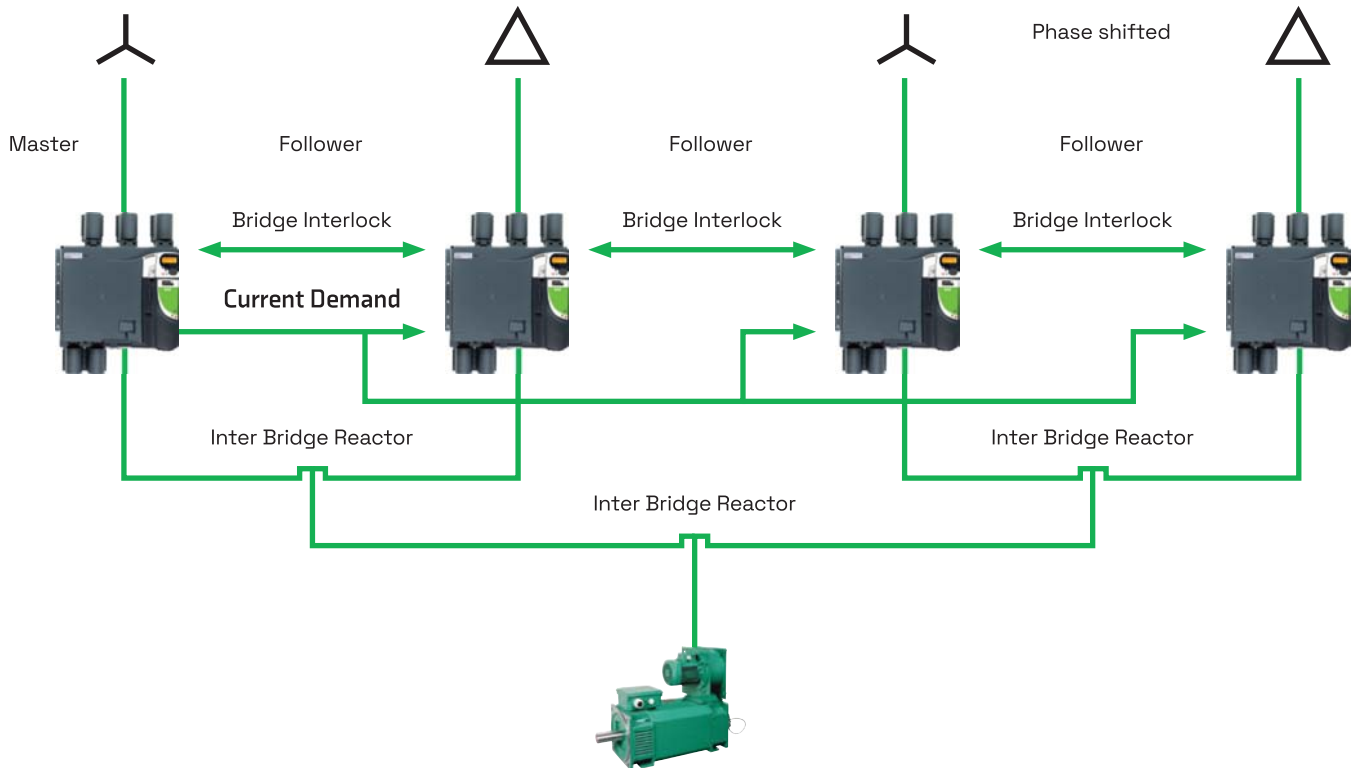 Phase shifted
Master
Follower
Follower
Follower
Bridge Interlock
Bridge Interlock
Bridge Interlock
Current Demand
Inter Bridge Reactor
Inter Bridge Reactor
Inter Bridge Reactor